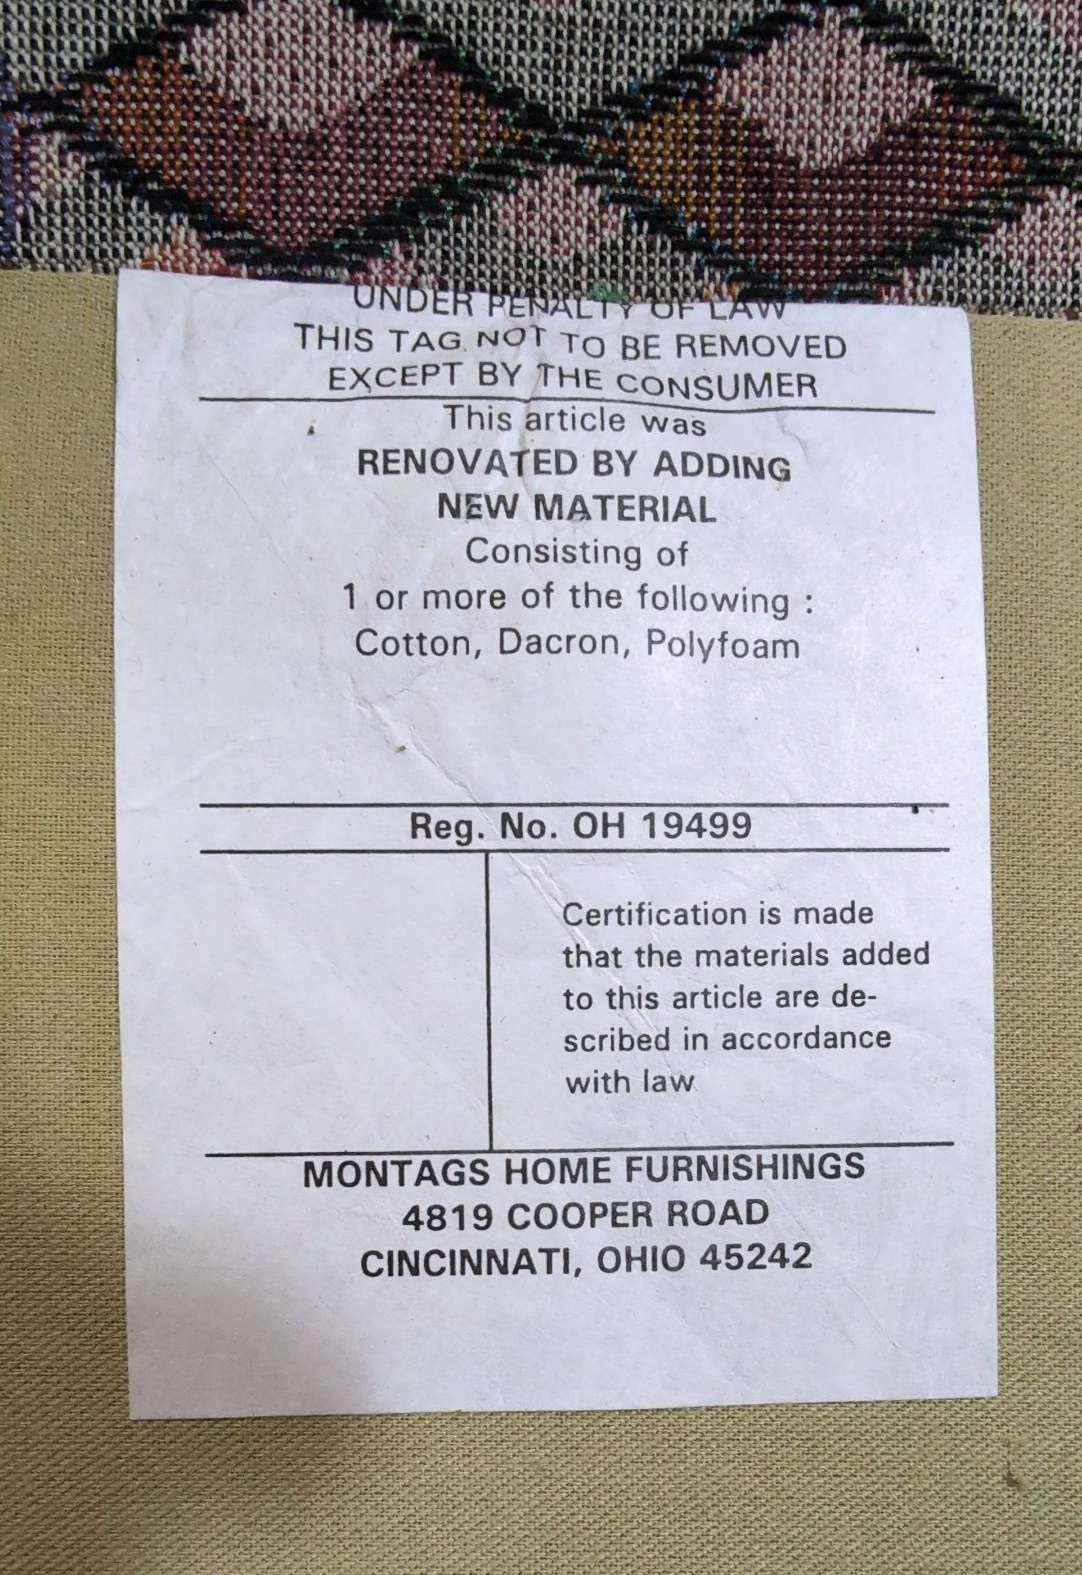 UNDER PENALTY OF LAW
THIS TAG NOT TO BE REMOVED
EXCEPT BY THE CONSUMER
This article was
RENOVATED BY ADDING
NEW MATERIAL
Consisting of
1 or more of the following :
Cotton, Dacron, Polyfoam
Reg. No. OH 19499
Certification is made
that the materials added
to this article are de-
scribed in accordance
with law
MONTAGS HOME FURNISHINGS
4819 COOPER ROAD
CINCINNATI, OHIO 45242